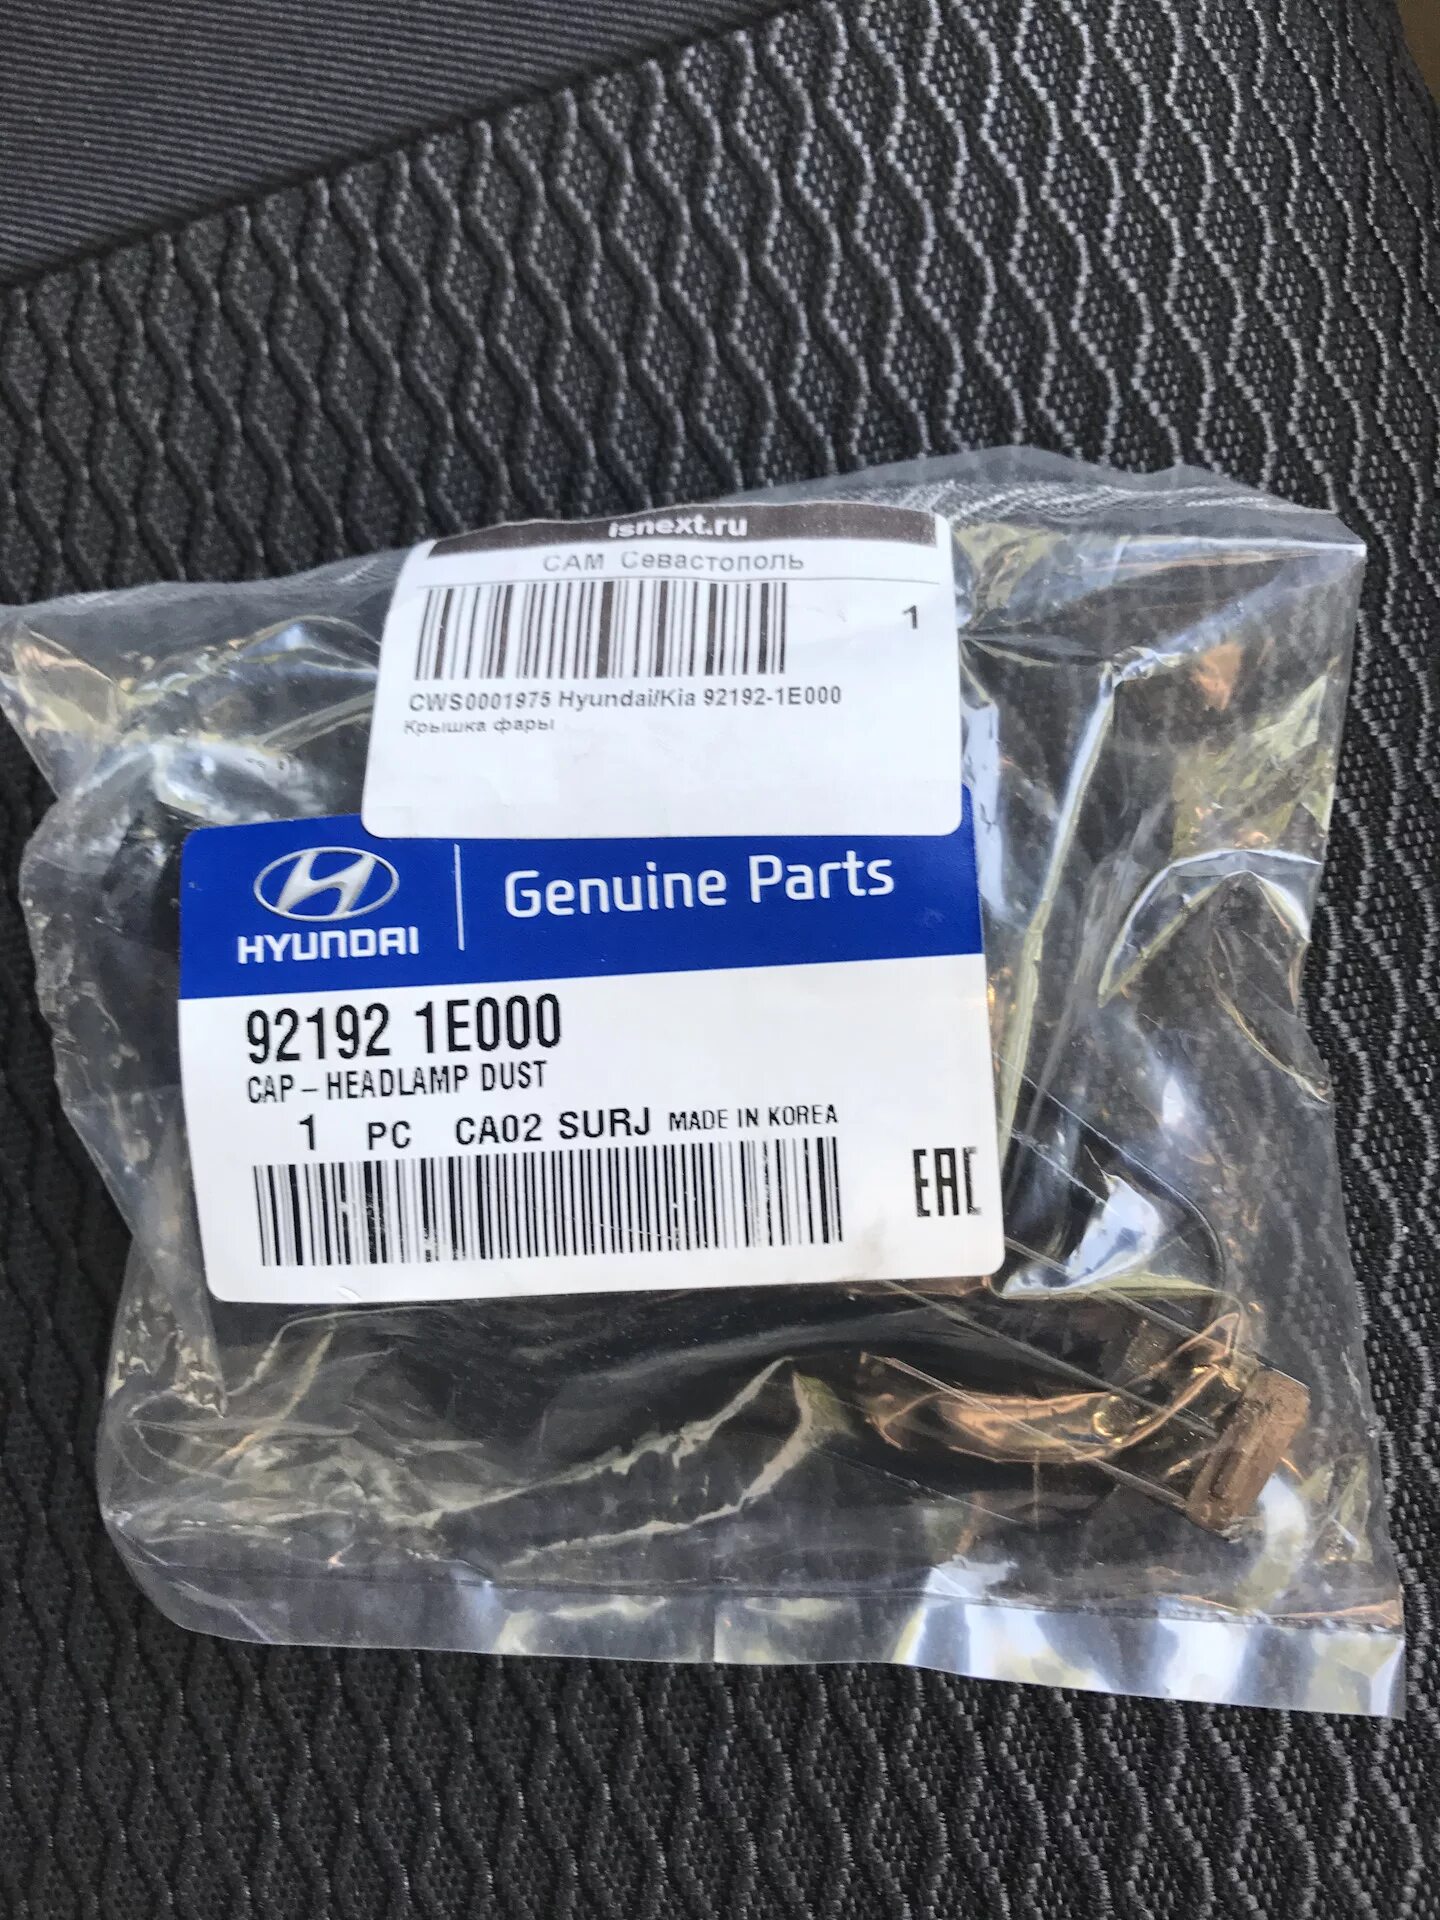 isnext.ru
САМ Севастополь
1
CWS0001975 Hyundai/Kia 92192-1E000
Крышка фары
HYUNDAI
Genuine Parts
92192 1E000
CAP – HEADLAMP DUST
1 PC CA02 SURJ MADE IN KOREA
EAC